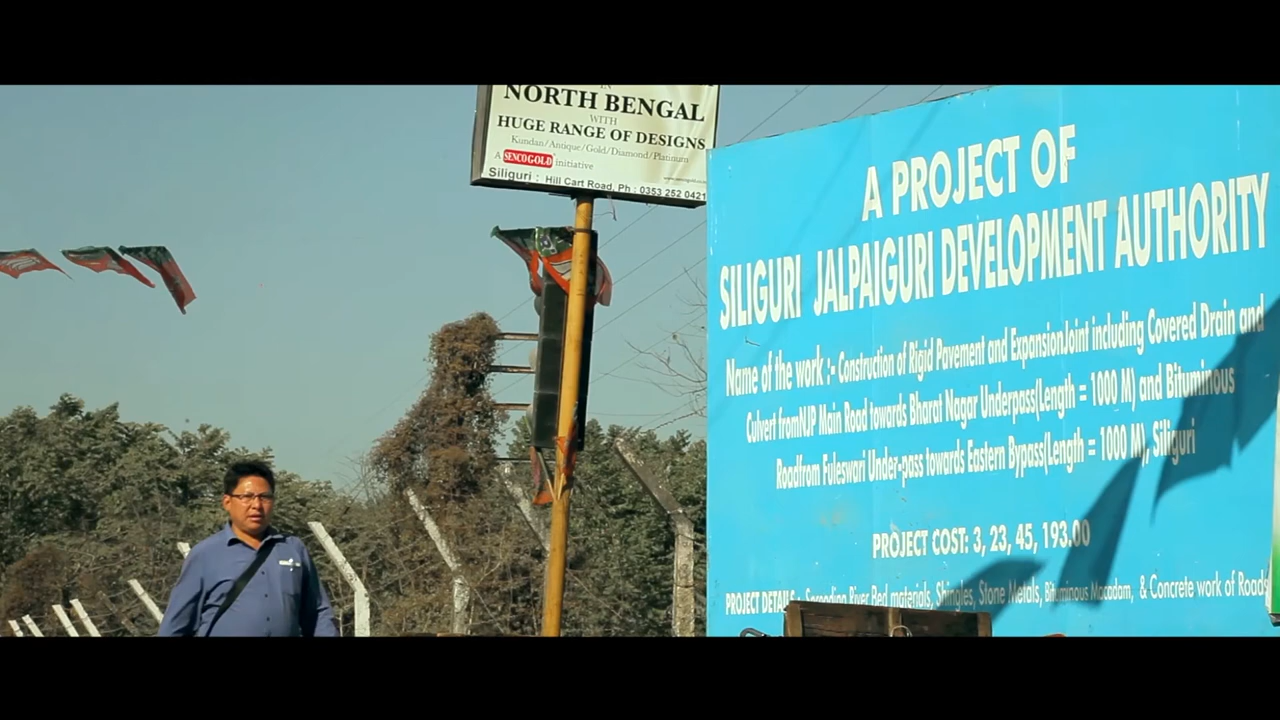 NORTH BENGAL
WITH
HUGE RANGE OF DESIGNS
Kundan/Antique/Gold/Diamond/Platinum
A SENCO GOLD initiative
Siliguri : Hill Cart Road, Ph : 0353 252 0421
A PROJECT OF
SILIGURI JALPAIGURI DEVELOPMENT AUTHORITY
Name of the work :- Construction of Rigid Pavement and ExpansionJoint including Covered Drain and
Culvert fromNJP Main Road towards Bharat Nagar Underpass(Length = 1000 M) and Bituminous
Roadfrom Fuleswari Under-pass towards Eastern Bypass(Length = 1000 M), Siliguri
PROJECT COST: 3, 23, 45, 193.00
PROJECT DETAILS :- Spreading River Bed materials, Shingles, Stone Metals, Bituminous Macadam, & Concrete work of Roads